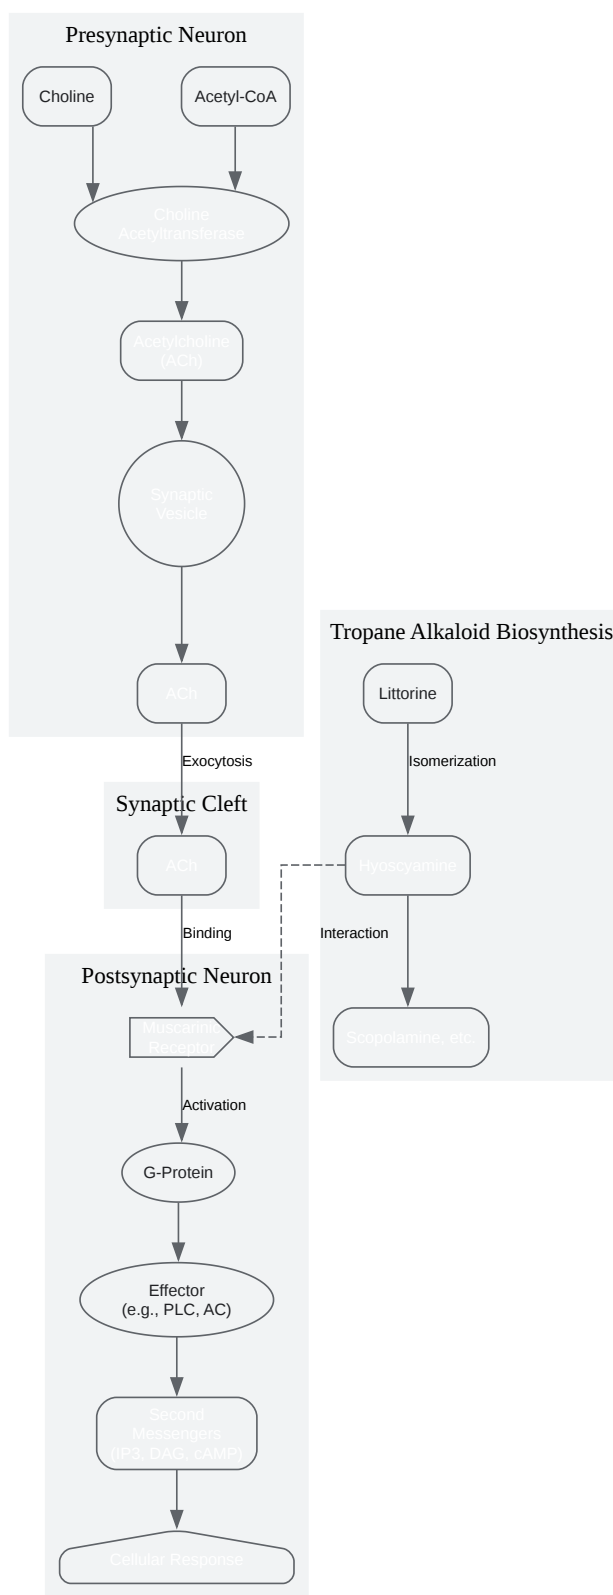 Presynaptic Neuron
Choline
Acetyl-CoA
Choline
Acetyltransferase
Acetylcholine
(ACh)
Synaptic
Vesicle
ACh
Exocytosis
Synaptic Cleft
ACh
Binding
Postsynaptic Neuron
Muscarinic
Receptor
Activation
G-Protein
Effector
(e.g., PLC, AC)
Second
Messengers
(IP3, DAG, cAMP)
Cellular Response
Tropane Alkaloid Biosynthesis
Littorine
Isomerization
Hyoscyamine
Interaction
Scopolamine, etc.